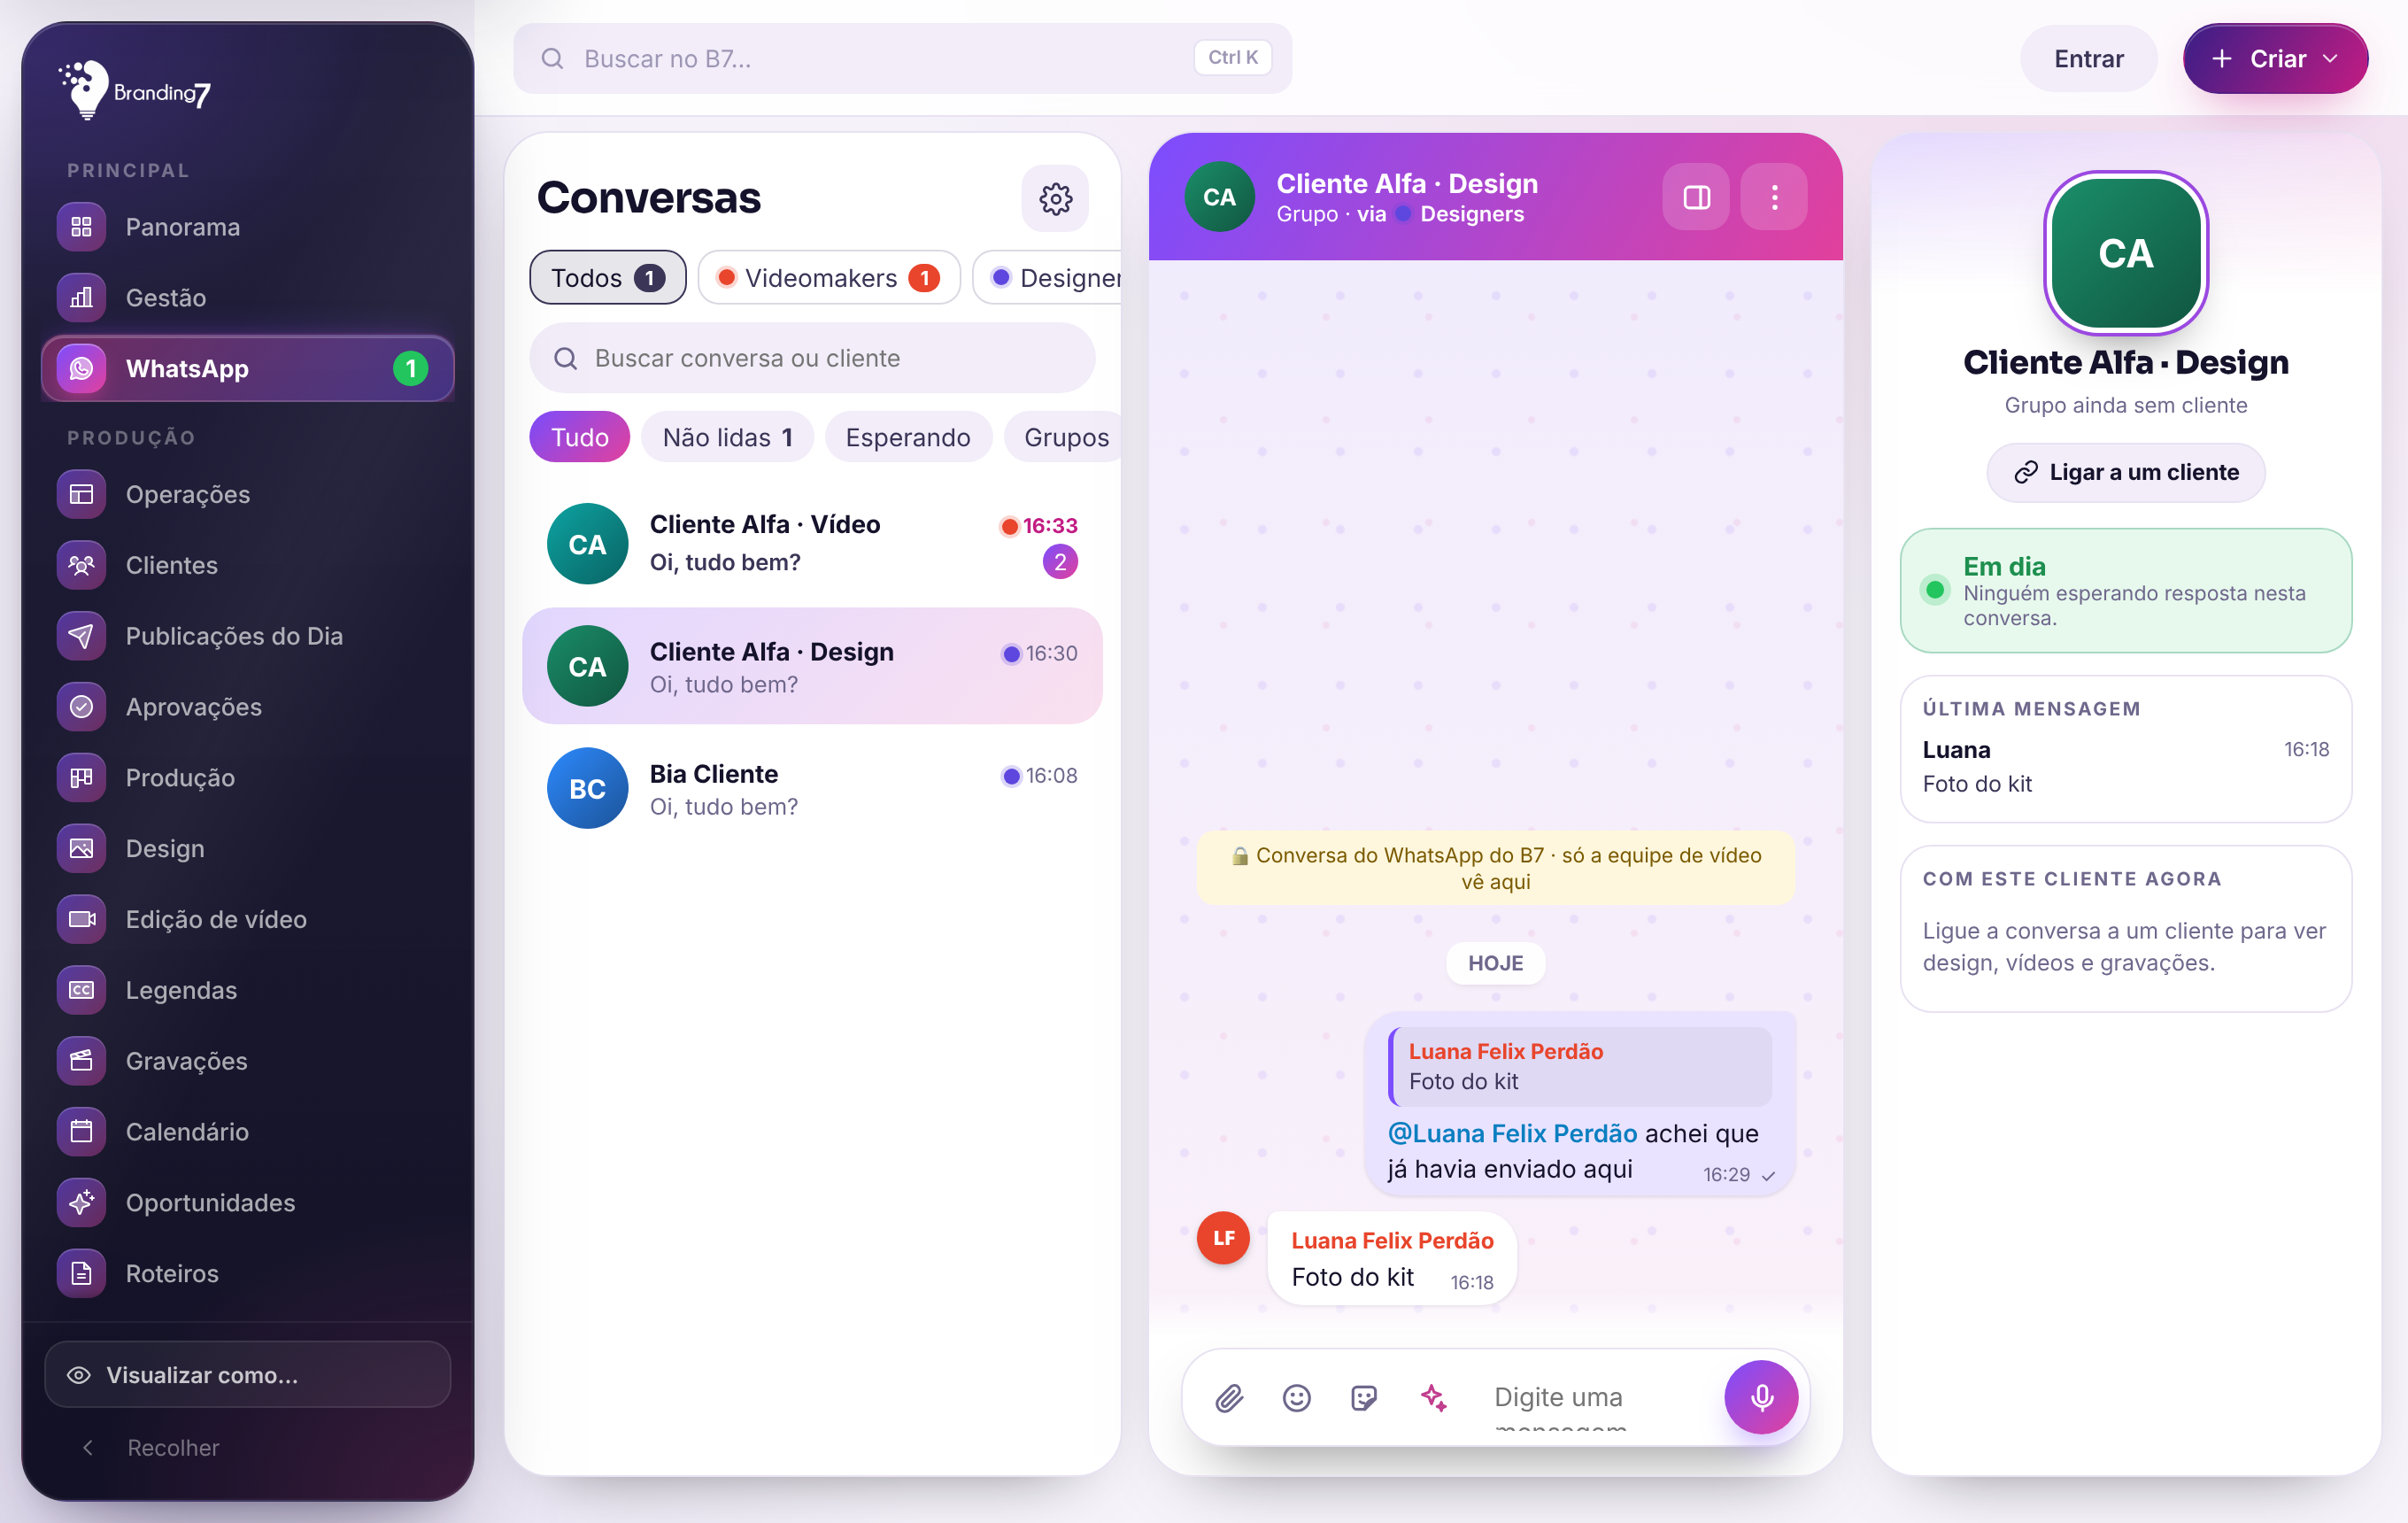 Branding7
PRINCIPAL
Panorama
Gestão
WhatsApp 1
PRODUÇÃO
Operações
Clientes
Publicações do Dia
Aprovações
Produção
Design
Edição de vídeo
CC Legendas
Gravações
Calendário
Oportunidades
Roteiros
Visualizar como...
Recolher
Buscar no B7... Ctrl K
Entrar
+ Criar
Conversas
Todos 1 Videomakers 1 Designer
Buscar conversa ou cliente
Tudo Não lidas 1 Esperando Grupos
CA Cliente Alfa · Vídeo 16:33
Oi, tudo bem? 2
CA Cliente Alfa · Design 16:30
Oi, tudo bem?
BC Bia Cliente 16:08
Oi, tudo bem?
CA Cliente Alfa · Design
Grupo · via Designers
🔒 Conversa do WhatsApp do B7 · só a equipe de vídeo
vê aqui
HOJE
Luana Felix Perdão
Foto do kit
@Luana Felix Perdão achei que
já havia enviado aqui 16:29 ✓
LF Luana Felix Perdão
Foto do kit 16:18
Digite uma
mensagem
CA
Cliente Alfa · Design
Grupo ainda sem cliente
Ligar a um cliente
Em dia
Ninguém esperando resposta nesta
conversa.
ÚLTIMA MENSAGEM
Luana 16:18
Foto do kit
COM ESTE CLIENTE AGORA
Ligue a conversa a um cliente para ver
design, vídeos e gravações.